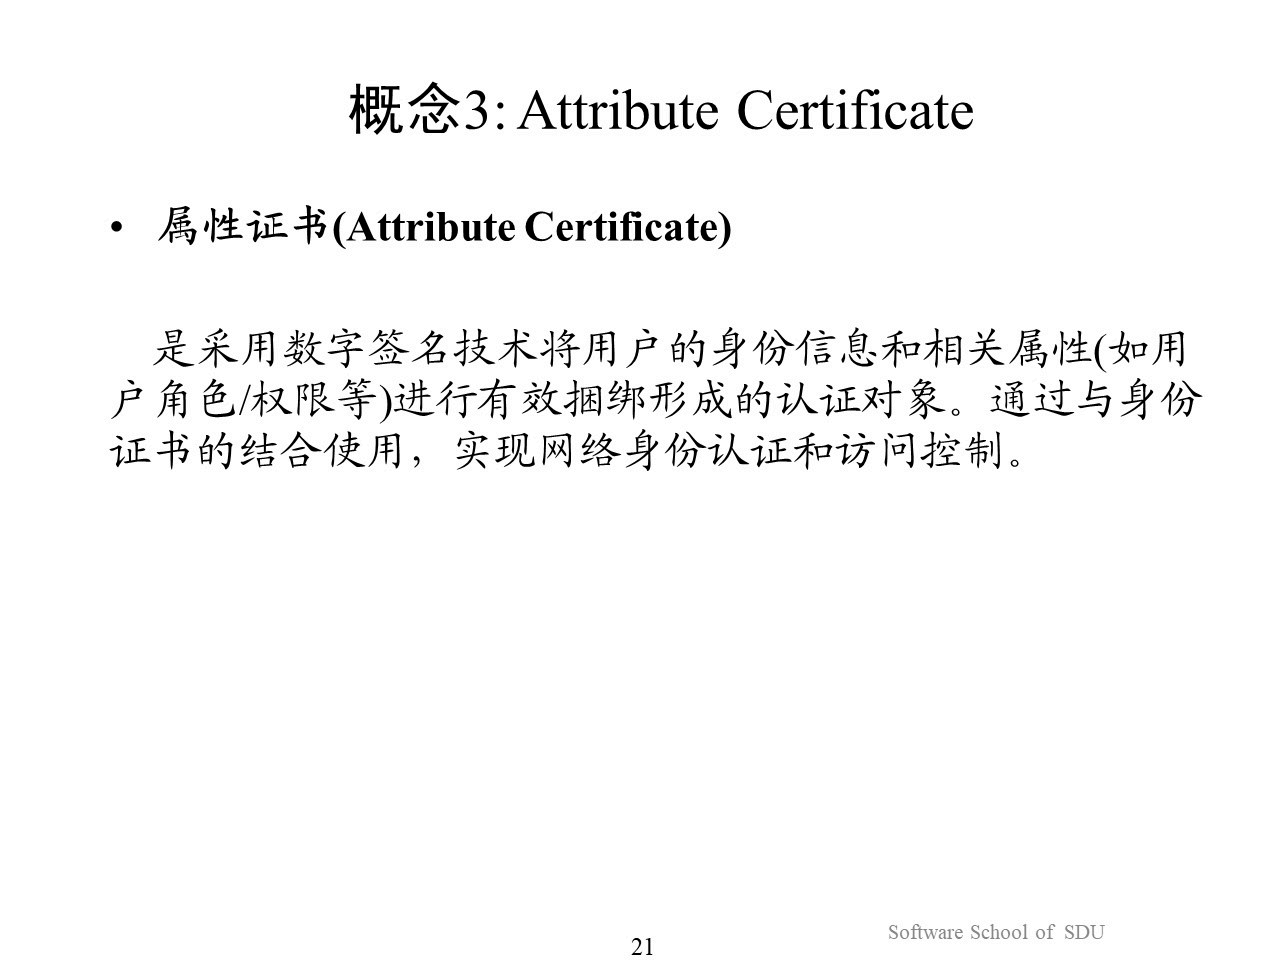 概念3: Attribute Certificate
• 属性证书(Attribute Certificate)
是采用数字签名技术将用户的身份信息和相关属性(如用
户角色/权限等)进行有效捆绑形成的认证对象。通过与身份
证书的结合使用，实现网络身份认证和访问控制。
Software School of SDU
21